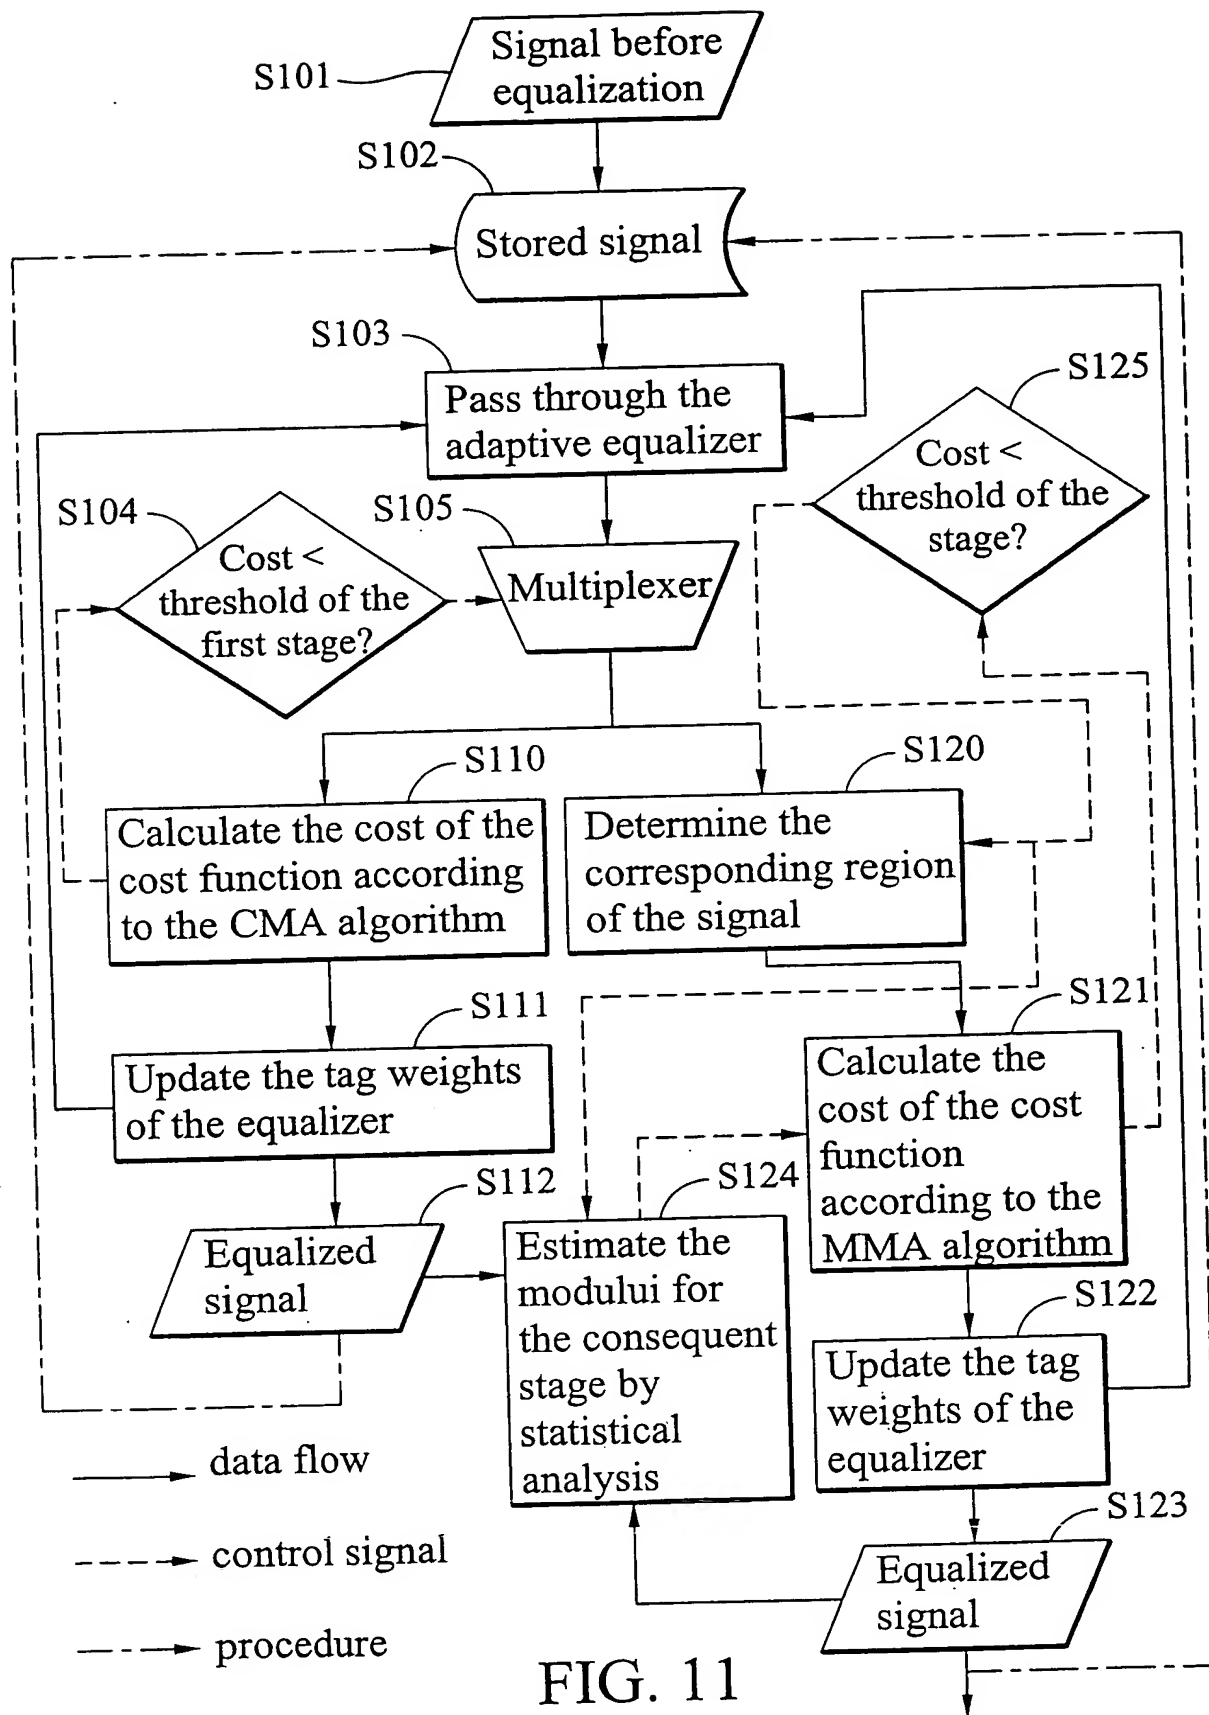 Signal before
equalization
S101
S102
Stored signal
S103
Pass through the
adaptive equalizer
S125
Cost <
threshold of the
stage?
S104
Cost <
threshold of the
first stage?
S105
Multiplexer
S110
Calculate the cost of the
cost function according
to the CMA algorithm
S120
Determine the
corresponding region
of the signal
S111
Update the tag weights
of the equalizer
S121
Calculate the
cost of the cost
function
according to the
MMA algorithm
S112
Equalized
signal
S124
Estimate the
modului for
the consequent
stage by
statistical
analysis
S122
Update the tag
weights of the
equalizer
S123
Equalized
signal
data flow
control signal
procedure
FIG. 11